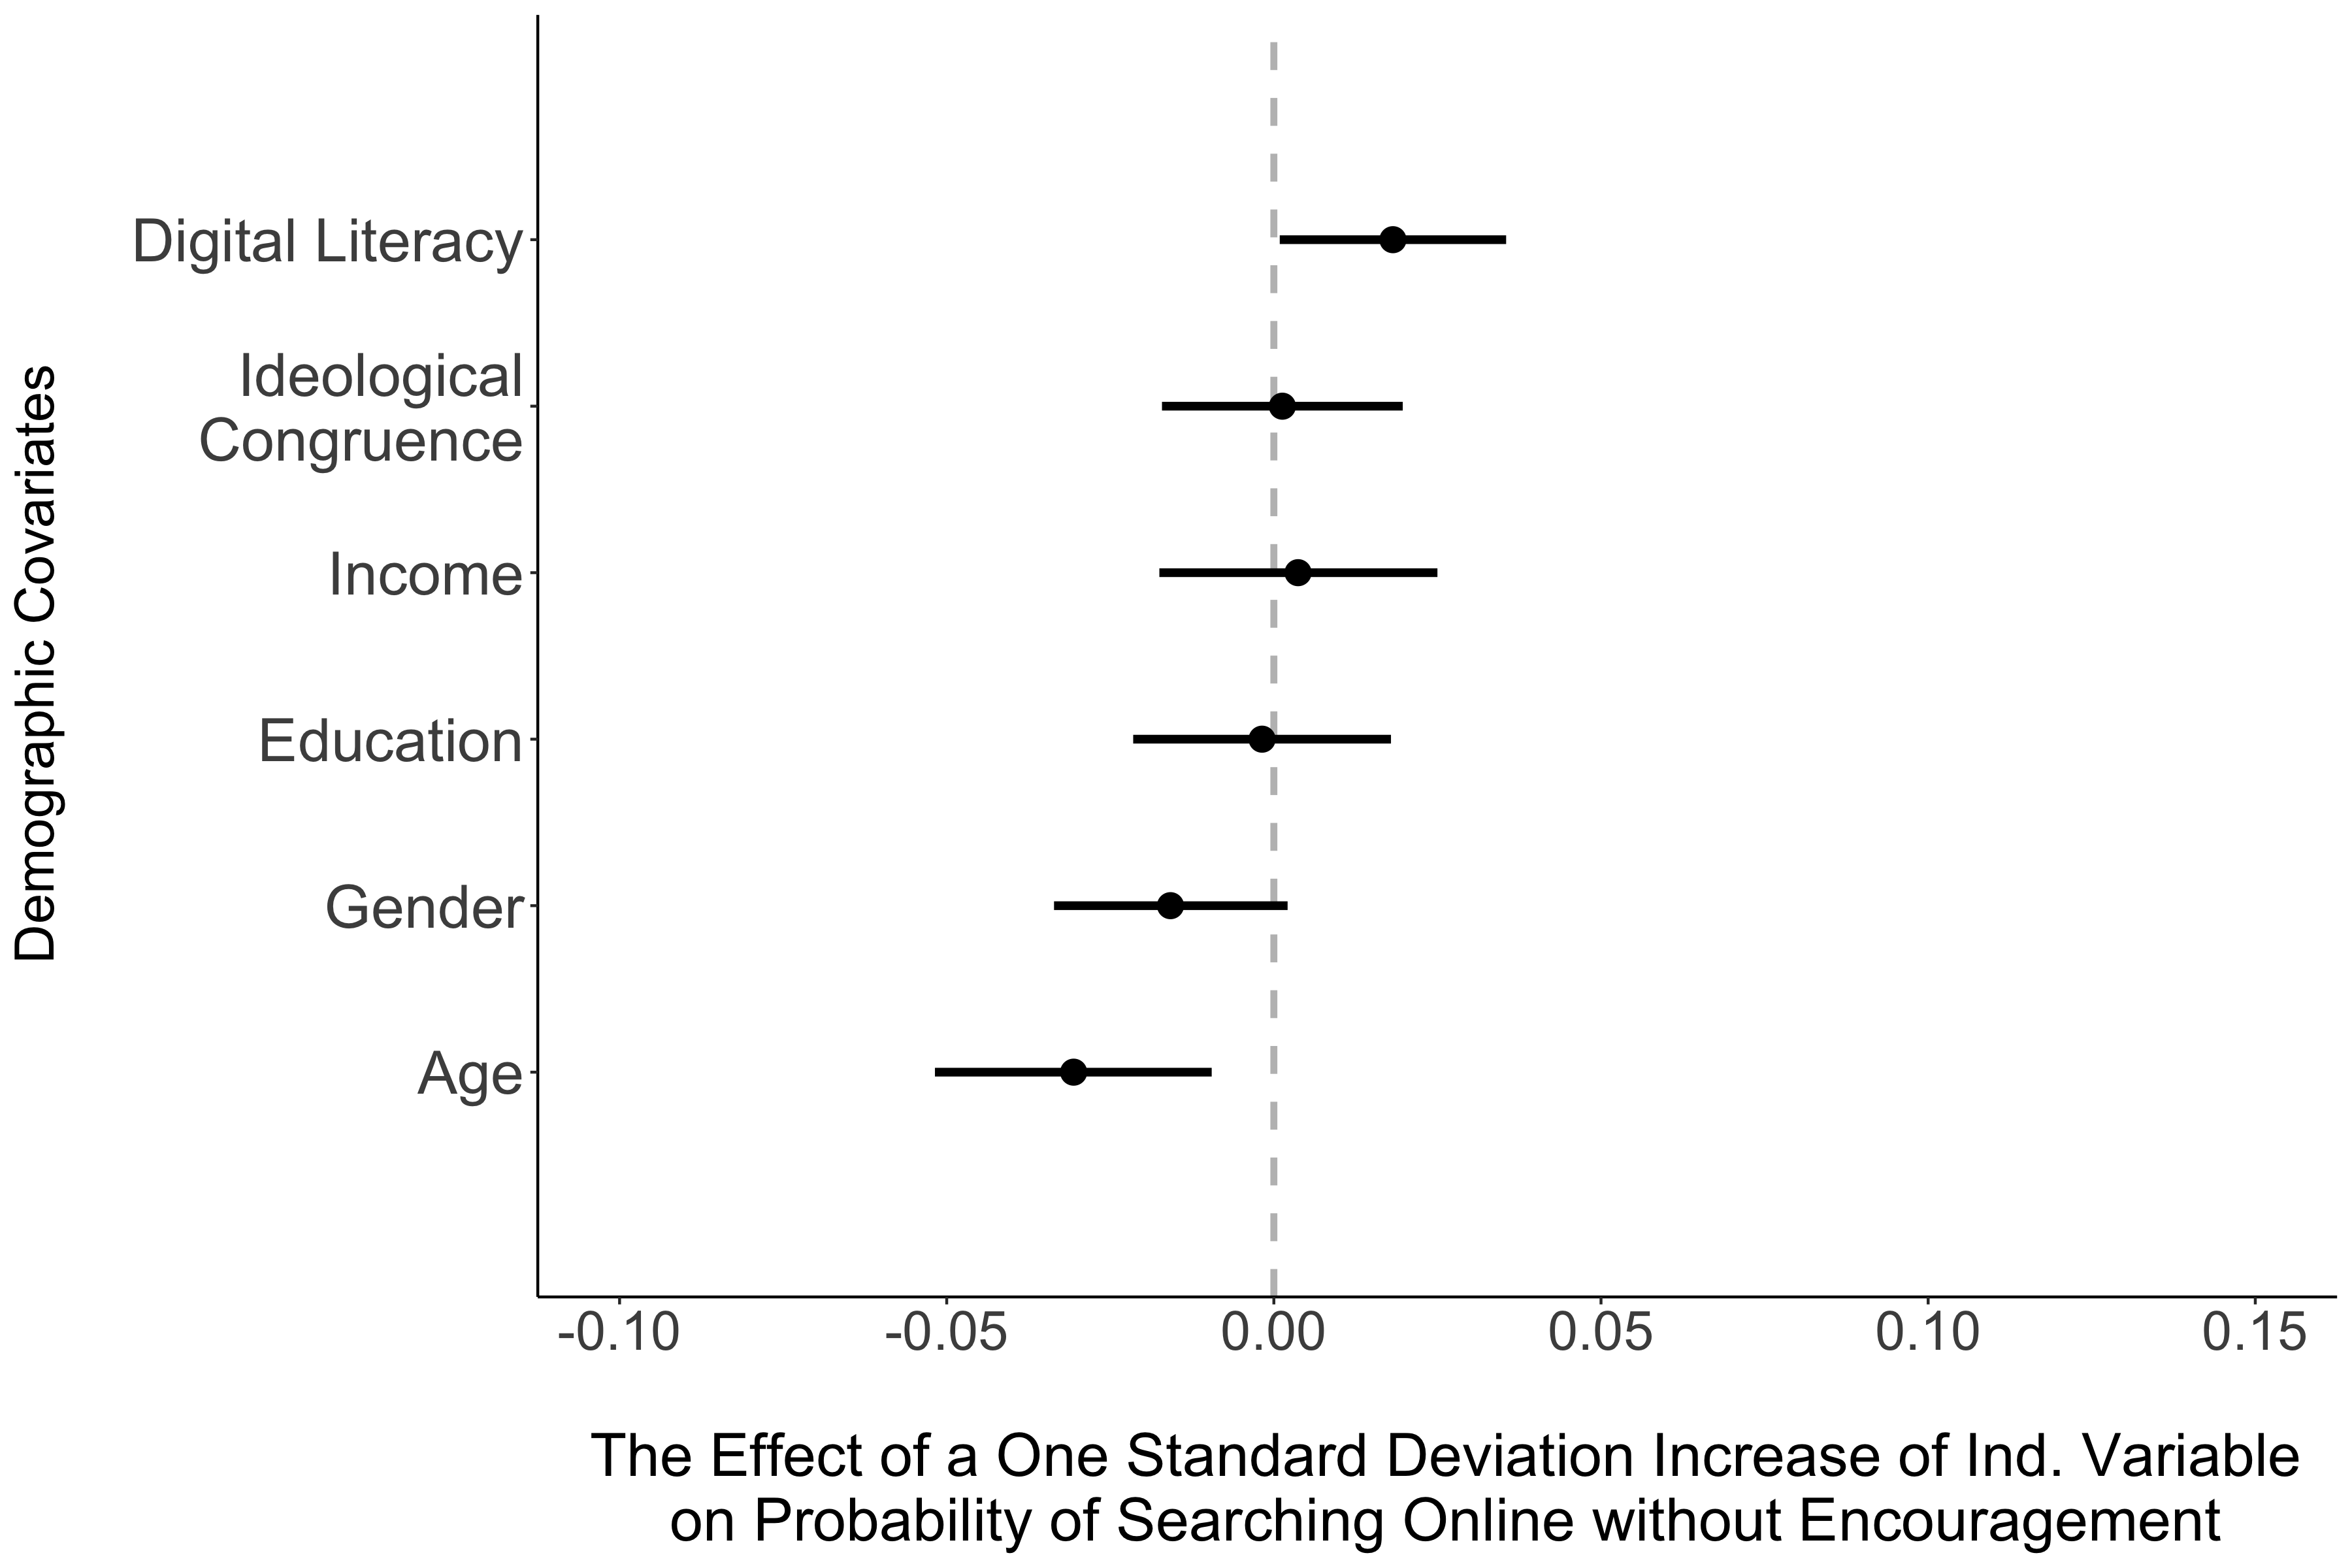 Demographic Covariates
Digital Literacy
Ideological
Congruence
Income
Education
Gender
Age
-0.10 -0.05 0.00 0.05 0.10 0.15
The Effect of a One Standard Deviation Increase of Ind. Variable
on Probability of Searching Online without Encouragement